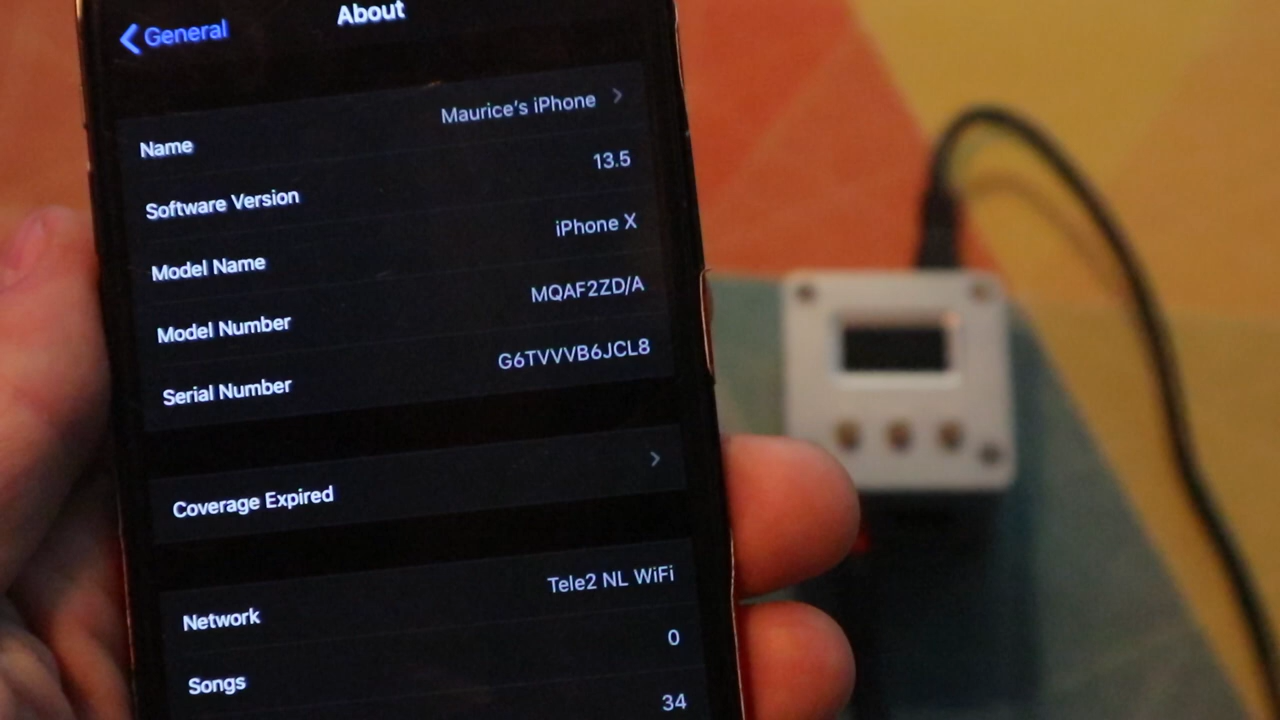 General
About
Name Maurice's iPhone
Software Version 13.5
Model Name iPhone X
Model Number MQAF2ZD/A
Serial Number G6TVVVB6JCL8
Coverage Expired
Network Tele2 NL WiFi
Songs 0
34